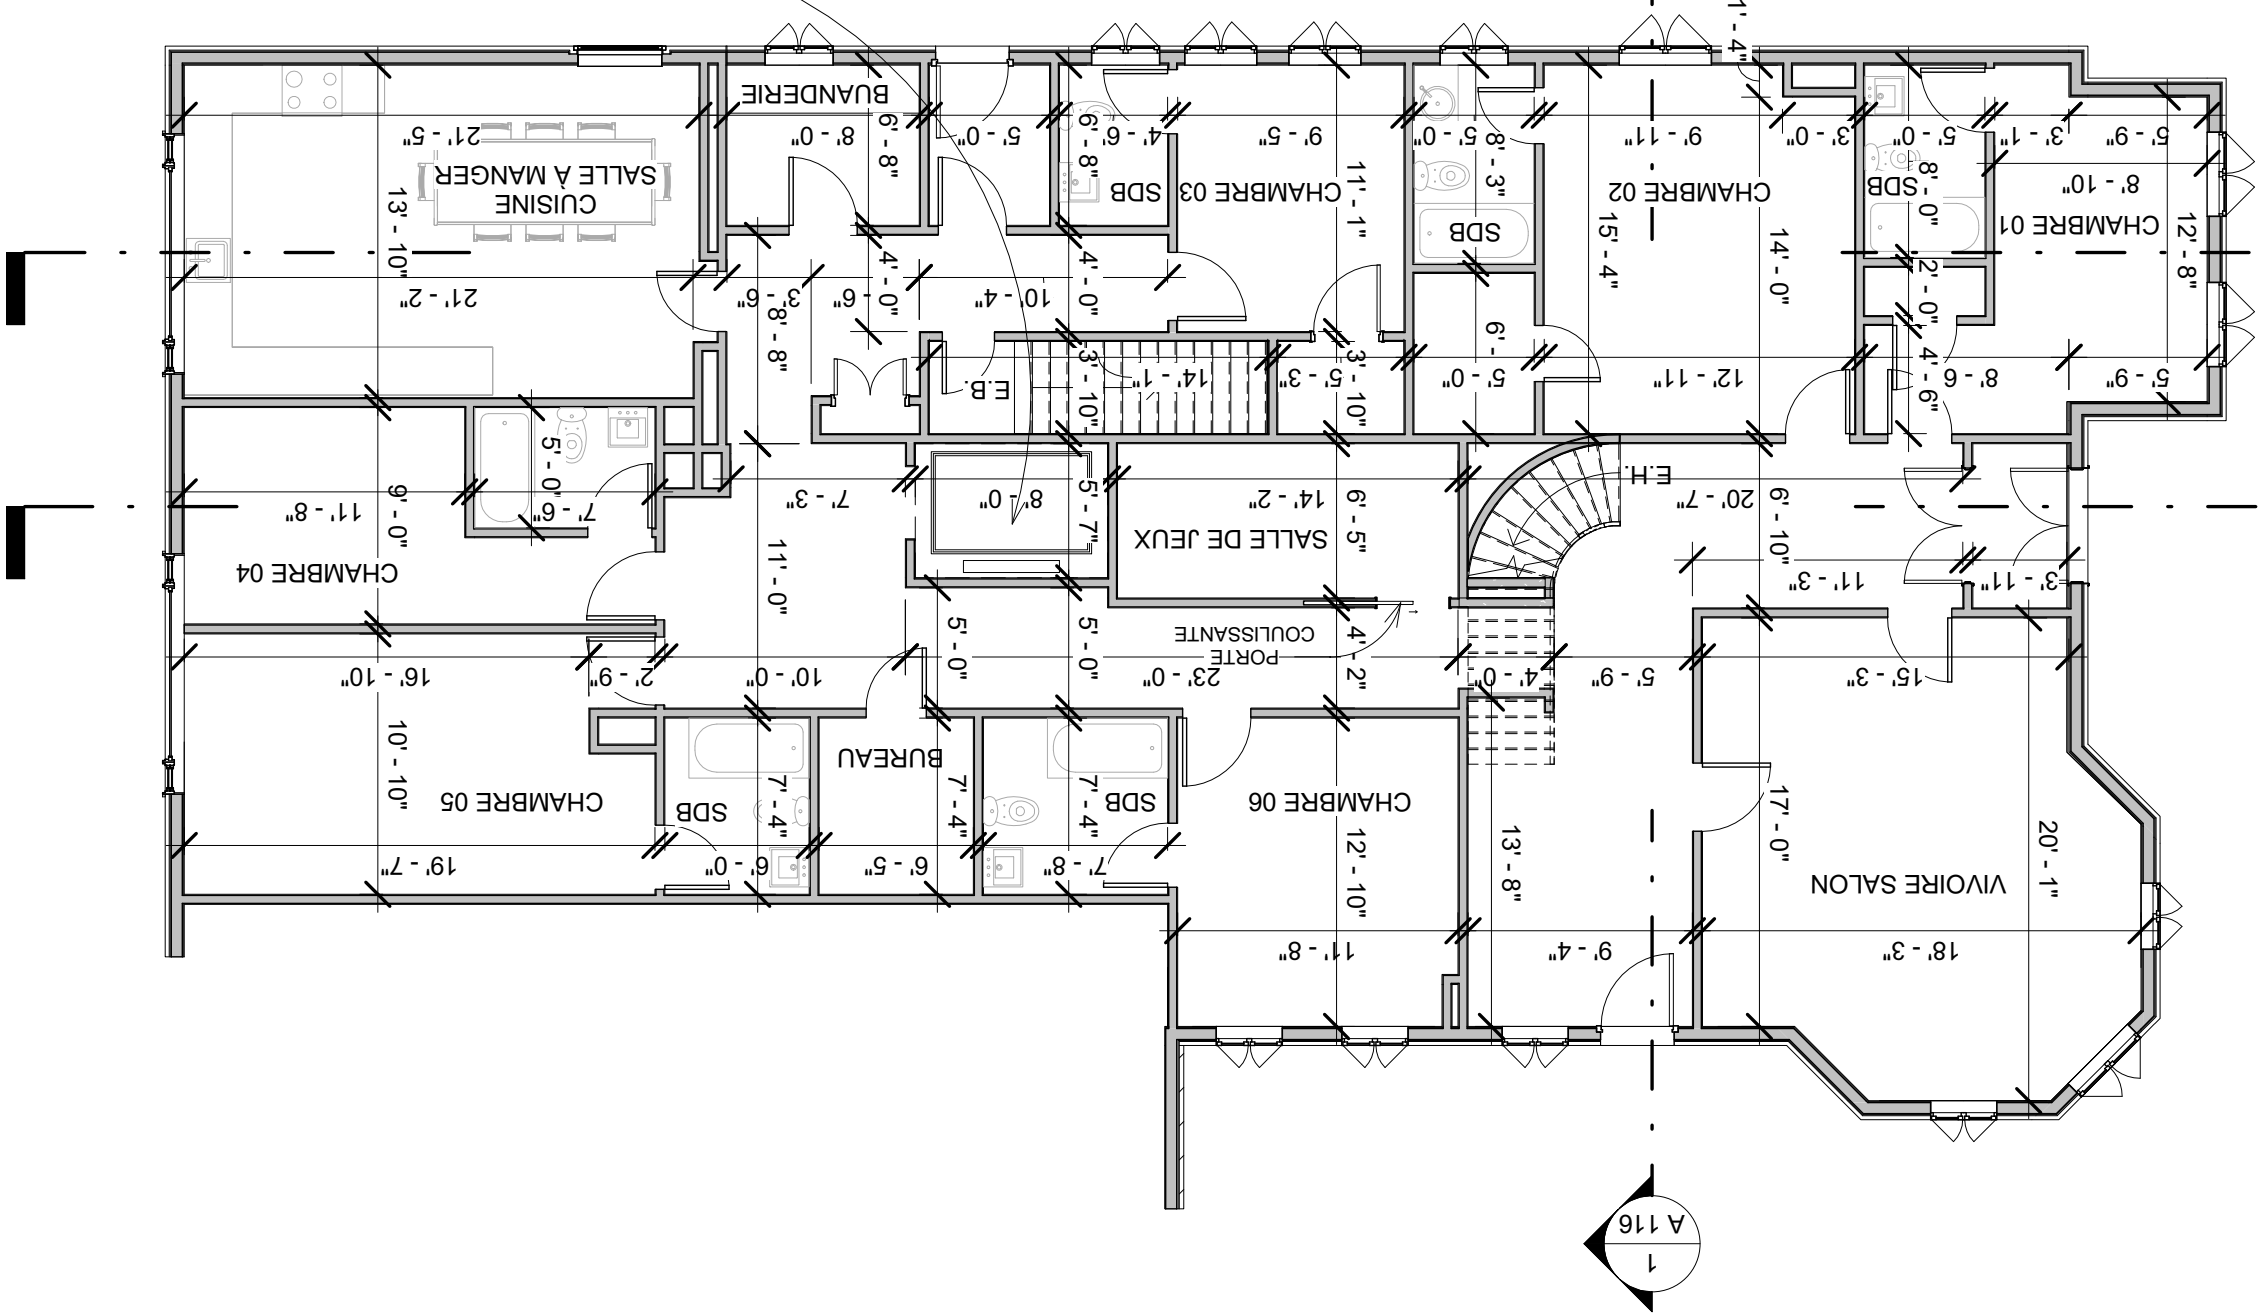 1
A 116
18' - 3"
9' - 4"
11' - 8"
VIVOIRE SALON
20' - 1"
17' - 0"
13' - 8"
12' - 10"
15' - 3"
5' - 9"
4' - 0"
CHAMBRE 06
7' - 8"
6' - 5"
6' - 0"
19' - 7"
SDB
7' - 4"
BUREAU
7' - 4"
SDB
7' - 4"
CHAMBRE 05
10' - 10"
23' - 0"
10' - 0"
2' - 9"
16' - 10"
PORTE
COULISSANTE
4' - 2"
5' - 0"
5' - 0"
3' - 11"
11' - 3"
6' - 10"
20' - 7"
E.H.
SALLE DE JEUX
6' - 5"
14' - 2"
5' - 7"
8' - 0"
7' - 3"
11' - 0"
CHAMBRE 04
7' - 6"
5' - 0"
11' - 8"
9' - 0"
5' - 9"
8' - 6"
4' - 6"
12' - 11"
5' - 0"
5' - 3"
3' - 10"
14' - 1"
3' - 10"
E.B.
8' - 8"
2' - 0"
6' -
10' - 4"
4' - 0"
4' - 0"
6' - 6"
3' - 6"
21' - 2"
12' - 8"
CHAMBRE 01
8' - 10"
8' - 0"
SDB
14' - 0"
15' - 4"
CHAMBRE 02
SDB
8' - 3"
11' - 1"
CHAMBRE 03
SDB
6' - 8"
6' - 8"
CUISINE
SALLE À MANGER
13' - 10"
5' - 9"
3' - 1"
5' - 0"
3' - 0"
9' - 11"
5' - 0"
9' - 5"
4' - 6"
5' - 0"
8' - 0"
21' - 5"
BUANDERIE
1' - 4"